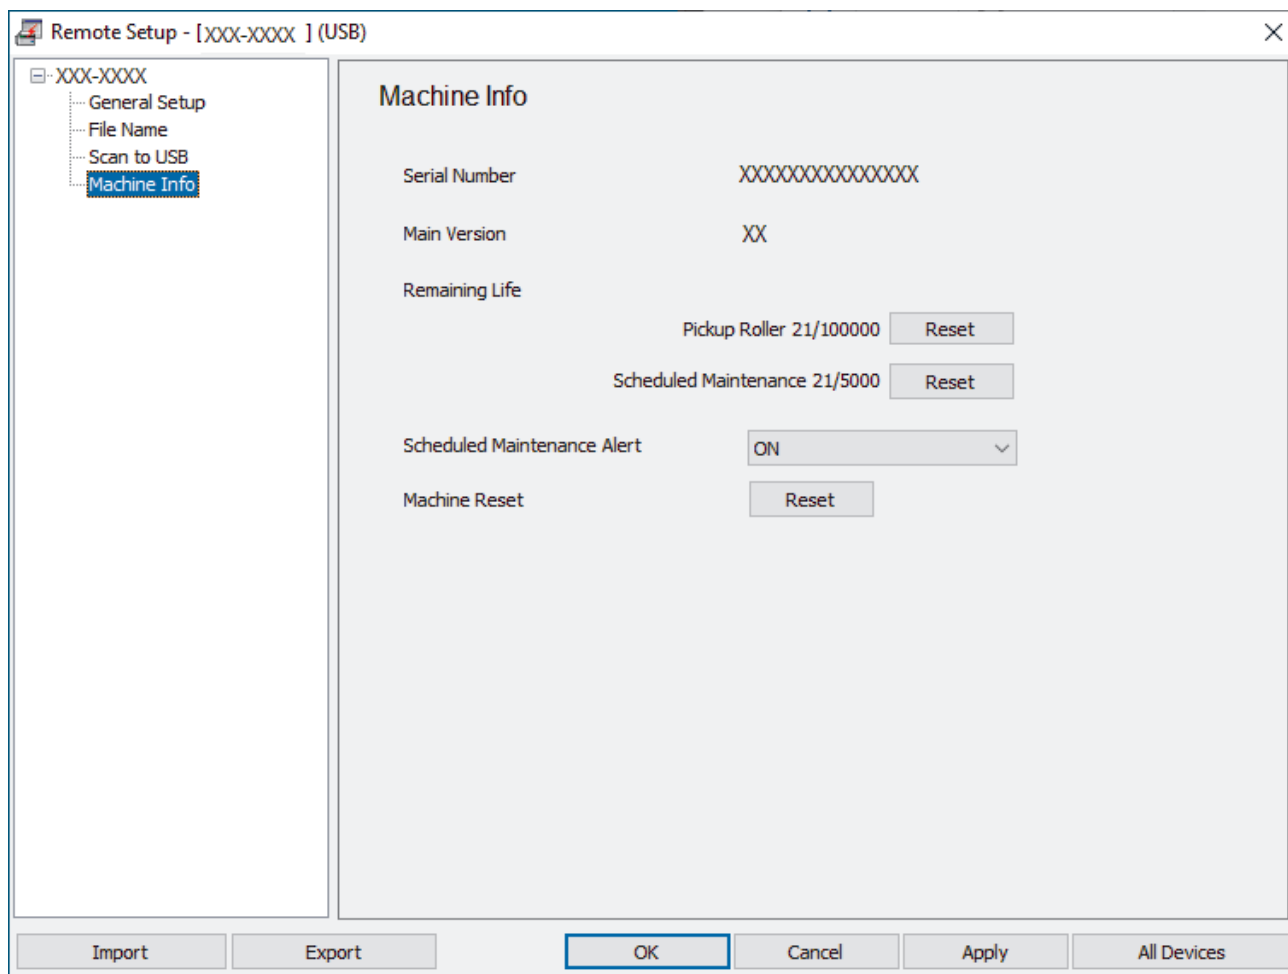 Remote Setup - [XXX-XXXX ] (USB)
XXX-XXXX
General Setup
File Name
Scan to USB
Machine Info
Machine Info
Serial Number XXXXXXXXXXXXXXX
Main Version XX
Remaining Life
Pickup Roller 21/100000 Reset
Scheduled Maintenance 21/5000 Reset
Scheduled Maintenance Alert ON
Machine Reset Reset
Import Export OK Cancel Apply All Devices